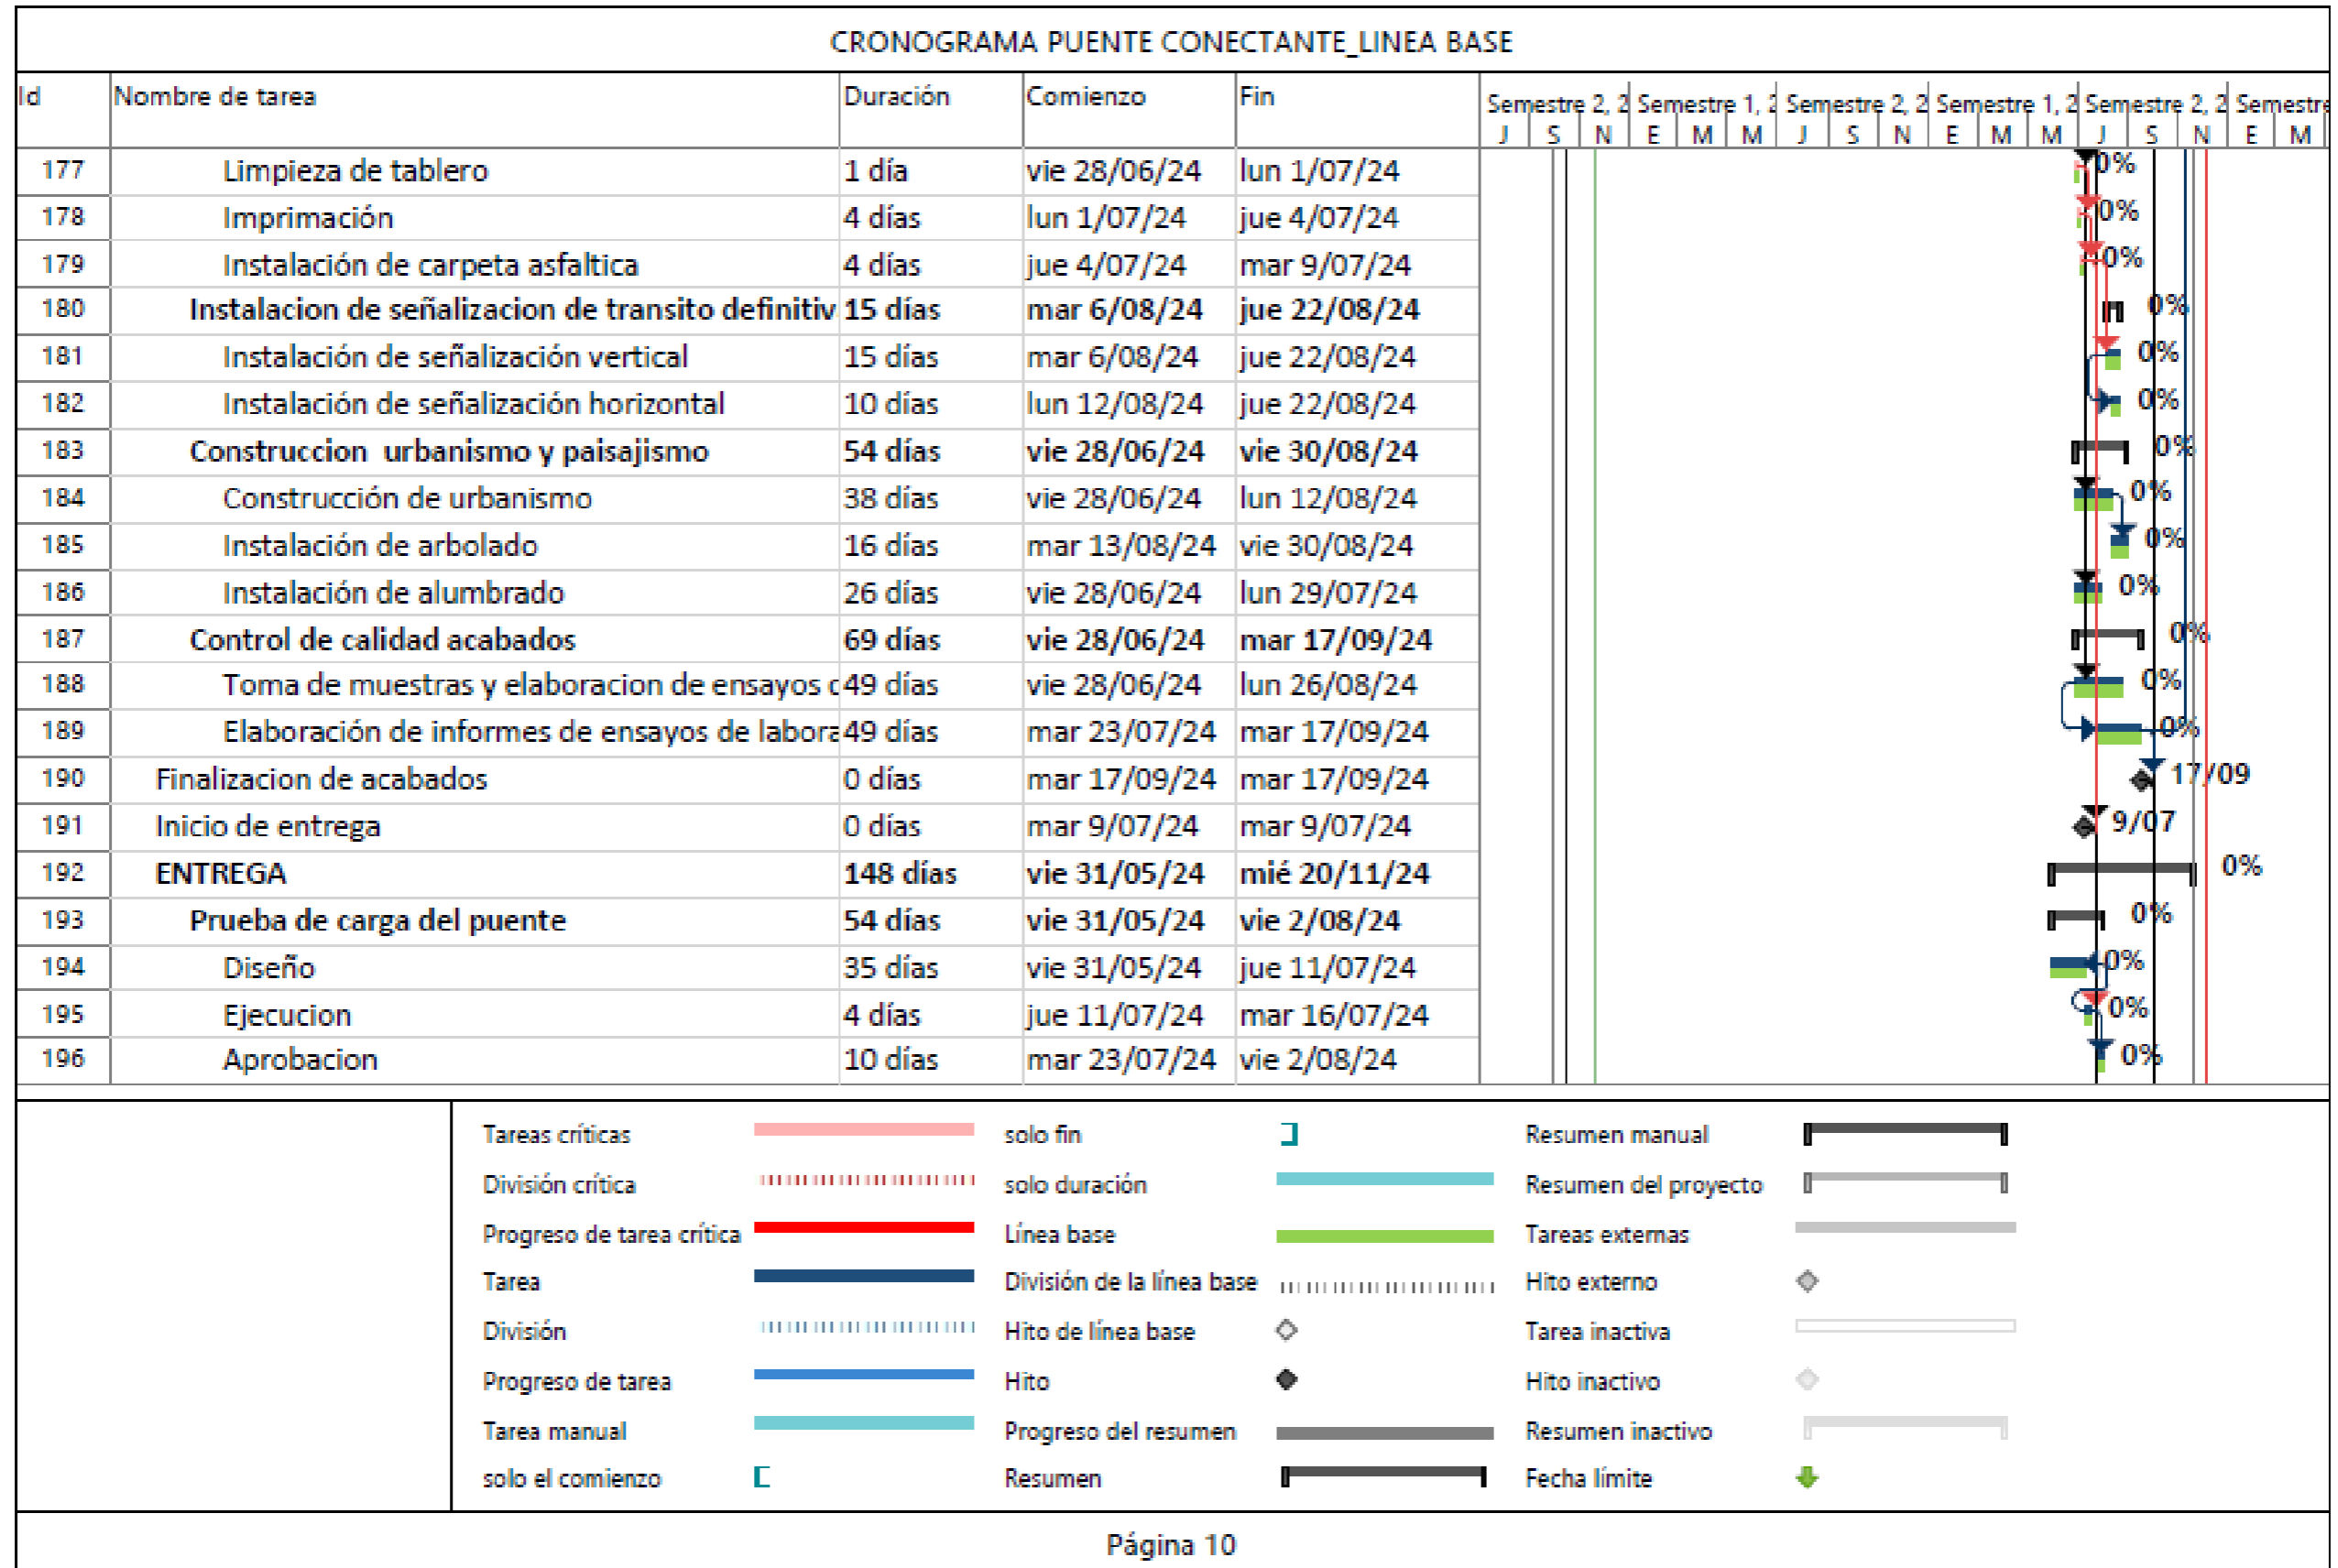 CRONOGRAMA PUENTE CONECTANTE_LINEA BASE
Id Nombre de tarea Duración Comienzo Fin Semestre 2, 2 Semestre 1, 2 Semestre 2, 2 Semestre 1, 2 Semestre 2, 2 Semestre
J S N E M M J S N E M M J S N E M
177 Limpieza de tablero 1 día vie 28/06/24 lun 1/07/24 0%
178 Imprimación 4 días lun 1/07/24 jue 4/07/24 0%
179 Instalación de carpeta asfaltica 4 días jue 4/07/24 mar 9/07/24 0%
180 Instalacion de señalizacion de transito definitiv 15 días mar 6/08/24 jue 22/08/24 0%
181 Instalación de señalización vertical 15 días mar 6/08/24 jue 22/08/24 0%
182 Instalación de señalización horizontal 10 días lun 12/08/24 jue 22/08/24 0%
183 Construccion urbanismo y paisajismo 54 días vie 28/06/24 vie 30/08/24 0%
184 Construcción de urbanismo 38 días vie 28/06/24 lun 12/08/24 0%
185 Instalación de arbolado 16 días mar 13/08/24 vie 30/08/24 0%
186 Instalación de alumbrado 26 días vie 28/06/24 lun 29/07/24 0%
187 Control de calidad acabados 69 días vie 28/06/24 mar 17/09/24 0%
188 Toma de muestras y elaboracion de ensayos 49 días vie 28/06/24 lun 26/08/24 0%
189 Elaboración de informes de ensayos de labora 49 días mar 23/07/24 mar 17/09/24 0%
190 Finalizacion de acabados 0 días mar 17/09/24 mar 17/09/24 17/09
191 Inicio de entrega 0 días mar 9/07/24 mar 9/07/24 9/07
192 ENTREGA 148 días vie 31/05/24 mié 20/11/24 0%
193 Prueba de carga del puente 54 días vie 31/05/24 vie 2/08/24 0%
194 Diseño 35 días vie 31/05/24 jue 11/07/24 0%
195 Ejecucion 4 días jue 11/07/24 mar 16/07/24 0%
196 Aprobacion 10 días mar 23/07/24 vie 2/08/24 0%
Tareas críticas solo fin Resumen manual
División crítica solo duración Resumen del proyecto
Progreso de tarea crítica Línea base Tareas externas
Tarea División de la línea base Hito externo
División Hito de línea base Tarea inactiva
Progreso de tarea Hito Hito inactivo
Tarea manual Progreso del resumen Resumen inactivo
solo el comienzo Resumen Fecha límite
Página 10